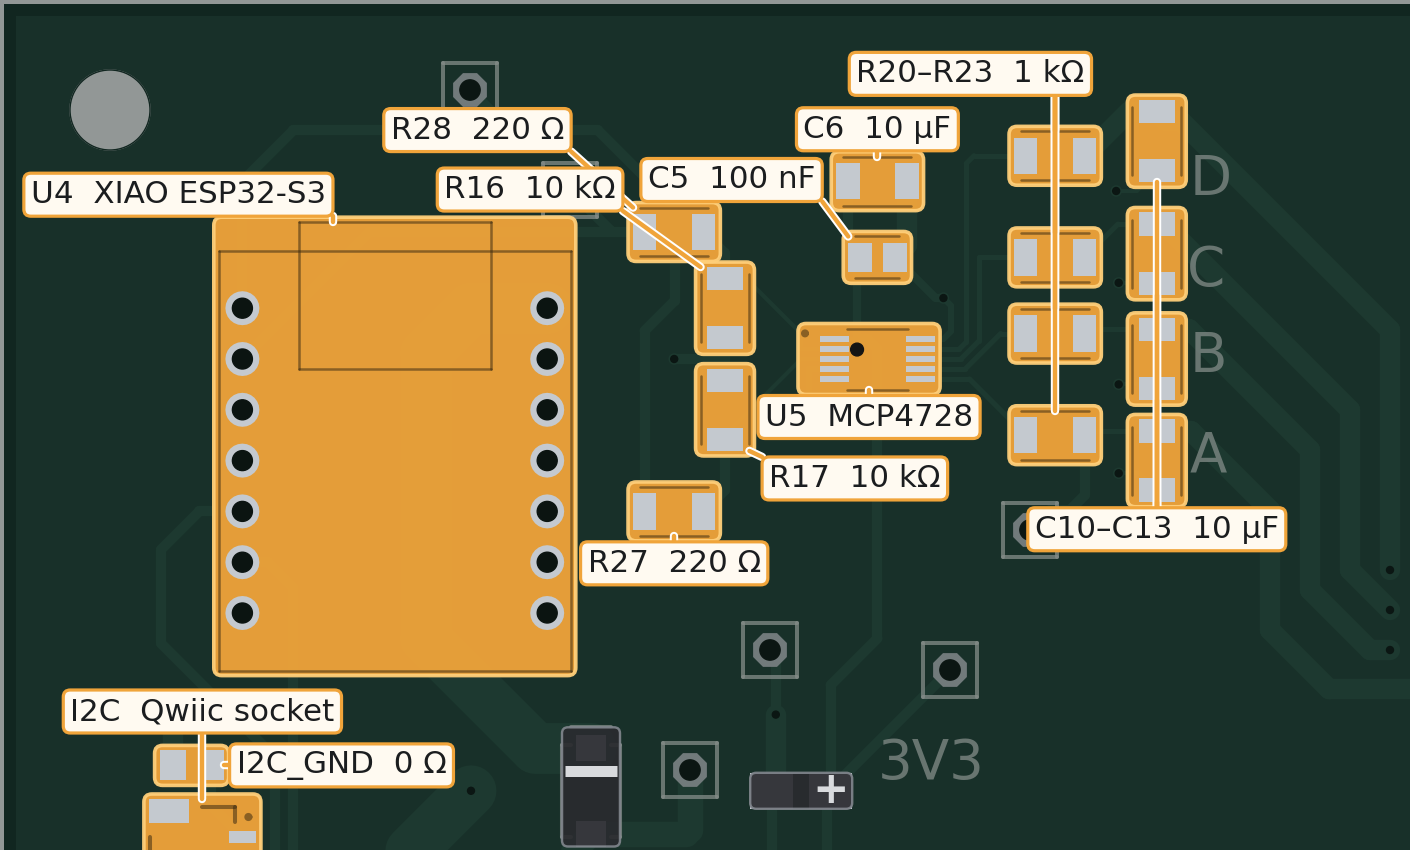 R20–R23 1 kΩ
R28 220 Ω
C6 10 µF
U4 XIAO ESP32-S3
R16 10 kΩ
C5 100 nF
D
C
B
U5 MCP4728
A
R17 10 kΩ
C10–C13 10 µF
R27 220 Ω
I2C Qwiic socket
I2C_GND 0 Ω
3V3
+